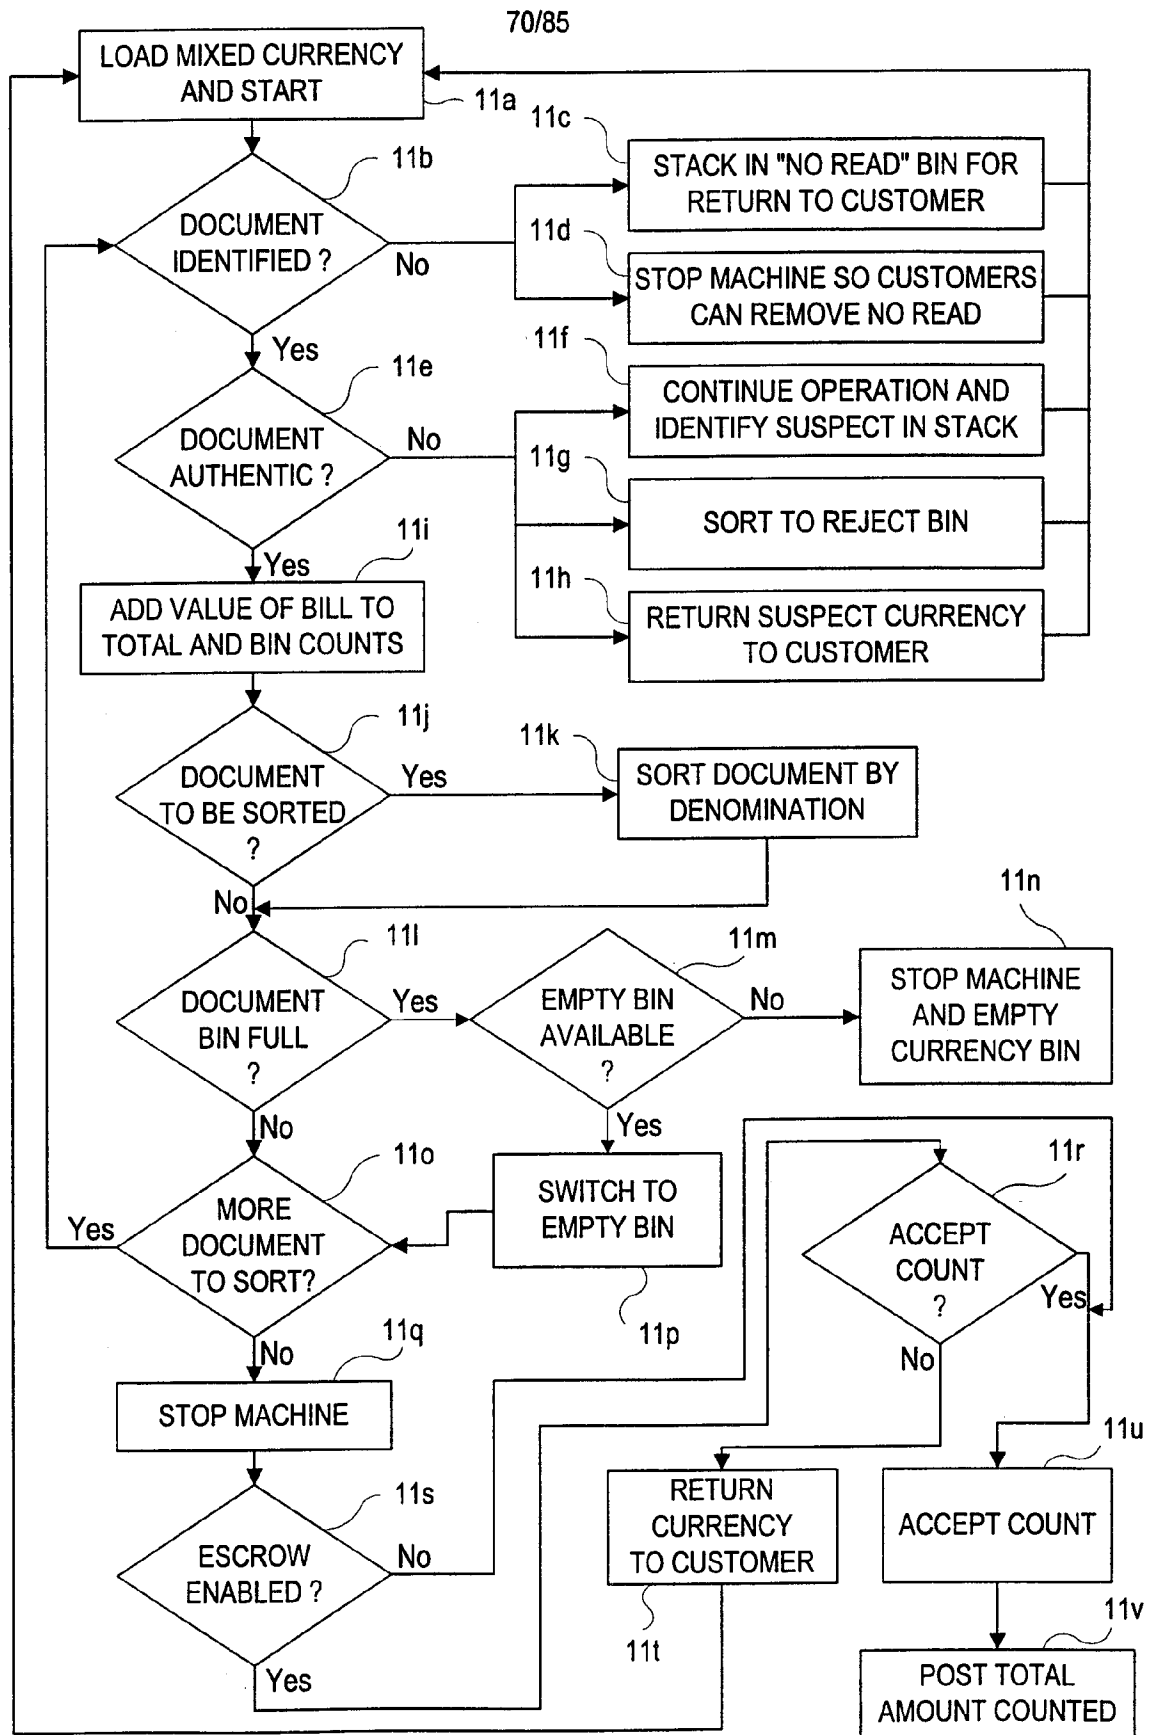 70/85
LOAD MIXED CURRENCY
AND START
11a
11b
DOCUMENT
IDENTIFIED ?
No
Yes
11c
STACK IN "NO READ" BIN FOR
RETURN TO CUSTOMER
11d
STOP MACHINE SO CUSTOMERS
CAN REMOVE NO READ
11e
DOCUMENT
AUTHENTIC ?
No
Yes
11f
CONTINUE OPERATION AND
IDENTIFY SUSPECT IN STACK
11g
SORT TO REJECT BIN
11h
RETURN SUSPECT CURRENCY
TO CUSTOMER
11i
ADD VALUE OF BILL TO
TOTAL AND BIN COUNTS
11j
DOCUMENT
TO BE SORTED
?
Yes
No
11k
SORT DOCUMENT BY
DENOMINATION
11l
DOCUMENT
BIN FULL
?
Yes
No
11m
EMPTY BIN
AVAILABLE
?
No
Yes
11n
STOP MACHINE
AND EMPTY
CURRENCY BIN
11o
MORE
DOCUMENT
TO SORT?
Yes
No
SWITCH TO
EMPTY BIN
11p
11r
ACCEPT
COUNT
?
Yes
No
11q
STOP MACHINE
11s
ESCROW
ENABLED ?
No
Yes
RETURN
CURRENCY
TO CUSTOMER
11t
11u
ACCEPT COUNT
11v
POST TOTAL
AMOUNT COUNTED